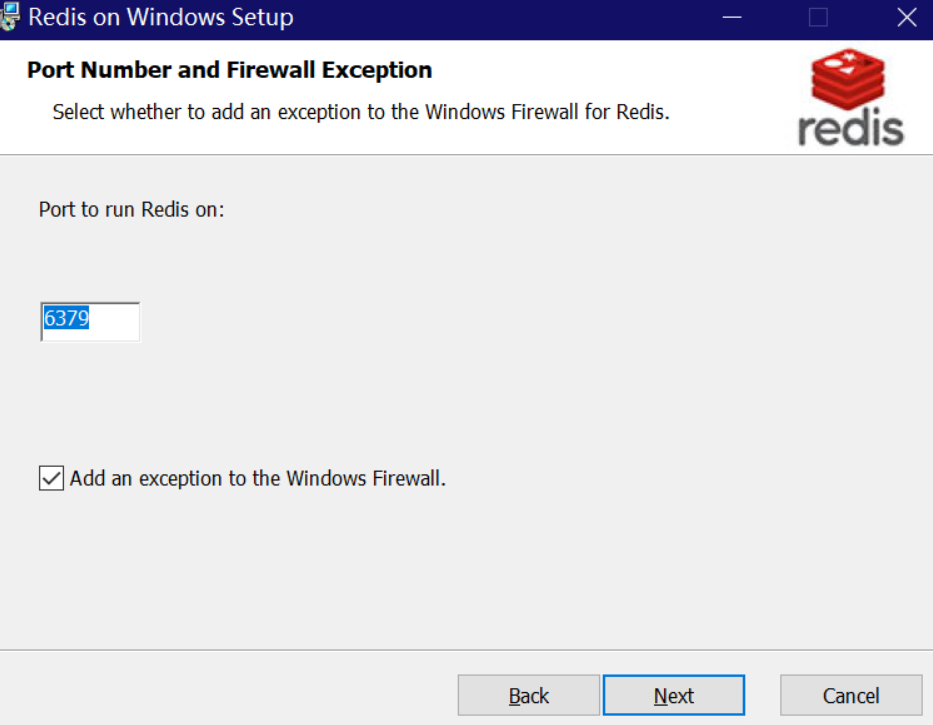 Redis on Windows Setup
Port Number and Firewall Exception
Select whether to add an exception to the Windows Firewall for Redis.
redis
Port to run Redis on:
6379
Add an exception to the Windows Firewall.
Back
Next
Cancel